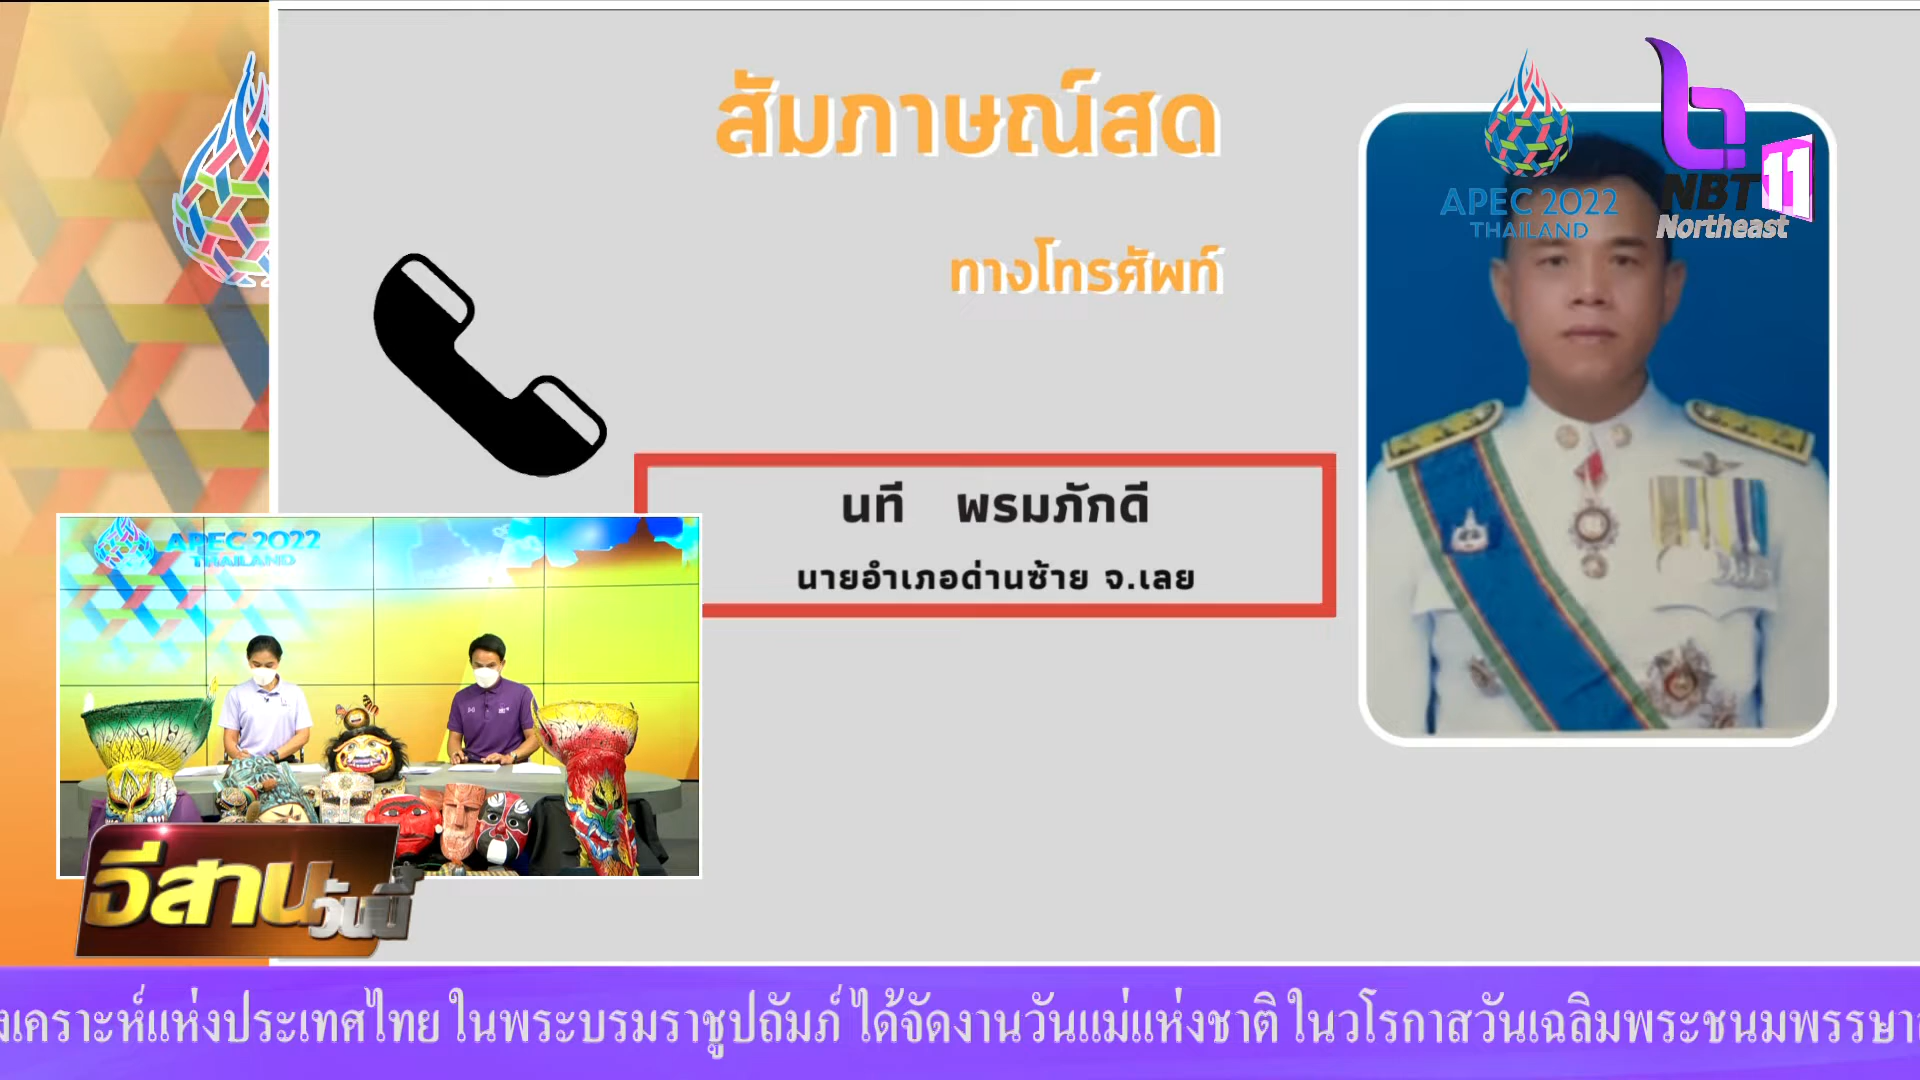 สัมภาษณ์สด
ทางโทรศัพท์
APEC 2022
THAILAND
NBT 11
Northeast
นที พรมภักดี
นายอำเภอด่านซ้าย จ.เลย
APEC 2022
THAILAND
อีสาน
วันนี้
งเคราะห์แห่งประเทศไทย ในพระบรมราชูปถัมภ์ ได้จัดงานวันแม่แห่งชาติ ในวโรกาสวันเฉลิมพระชนมพรรษา